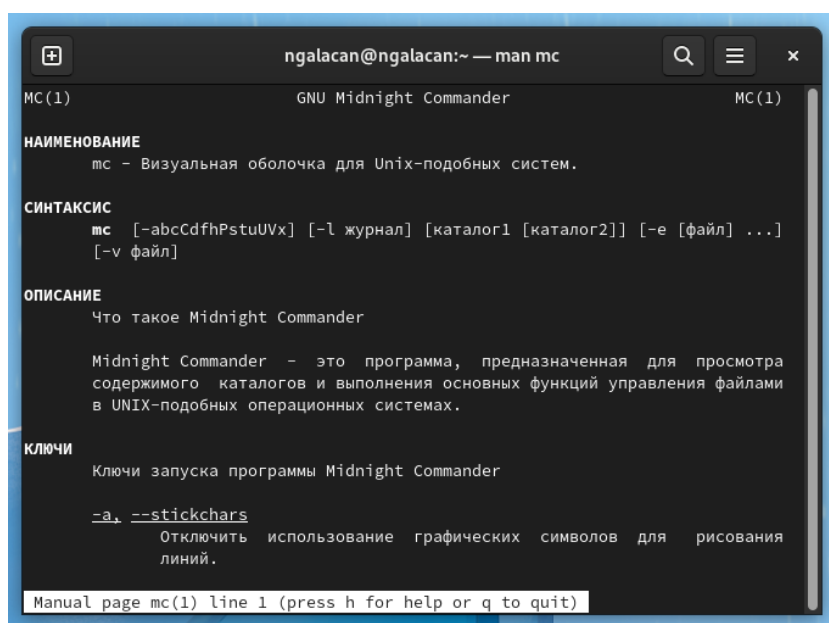 ngalacan@ngalacan:~ — man mc
MC(1) GNU Midnight Commander MC(1)
НАИМЕНОВАНИЕ
mc - Визуальная оболочка для Unix-подобных систем.
СИНТАКСИС
mc [-abcCdfhPstuUVx] [-l журнал] [каталог1 [каталог2]] [-e [файл] ...]
[-v файл]
ОПИСАНИЕ
Что такое Midnight Commander
Midnight Commander - это программа, предназначенная для просмотра
содержимого каталогов и выполнения основных функций управления файлами
в UNIX-подобных операционных системах.
КЛЮЧИ
Ключи запуска программы Midnight Commander
-a, --stickchars
Отключить использование графических символов для рисования
линий.
Manual page mc(1) line 1 (press h for help or q to quit)